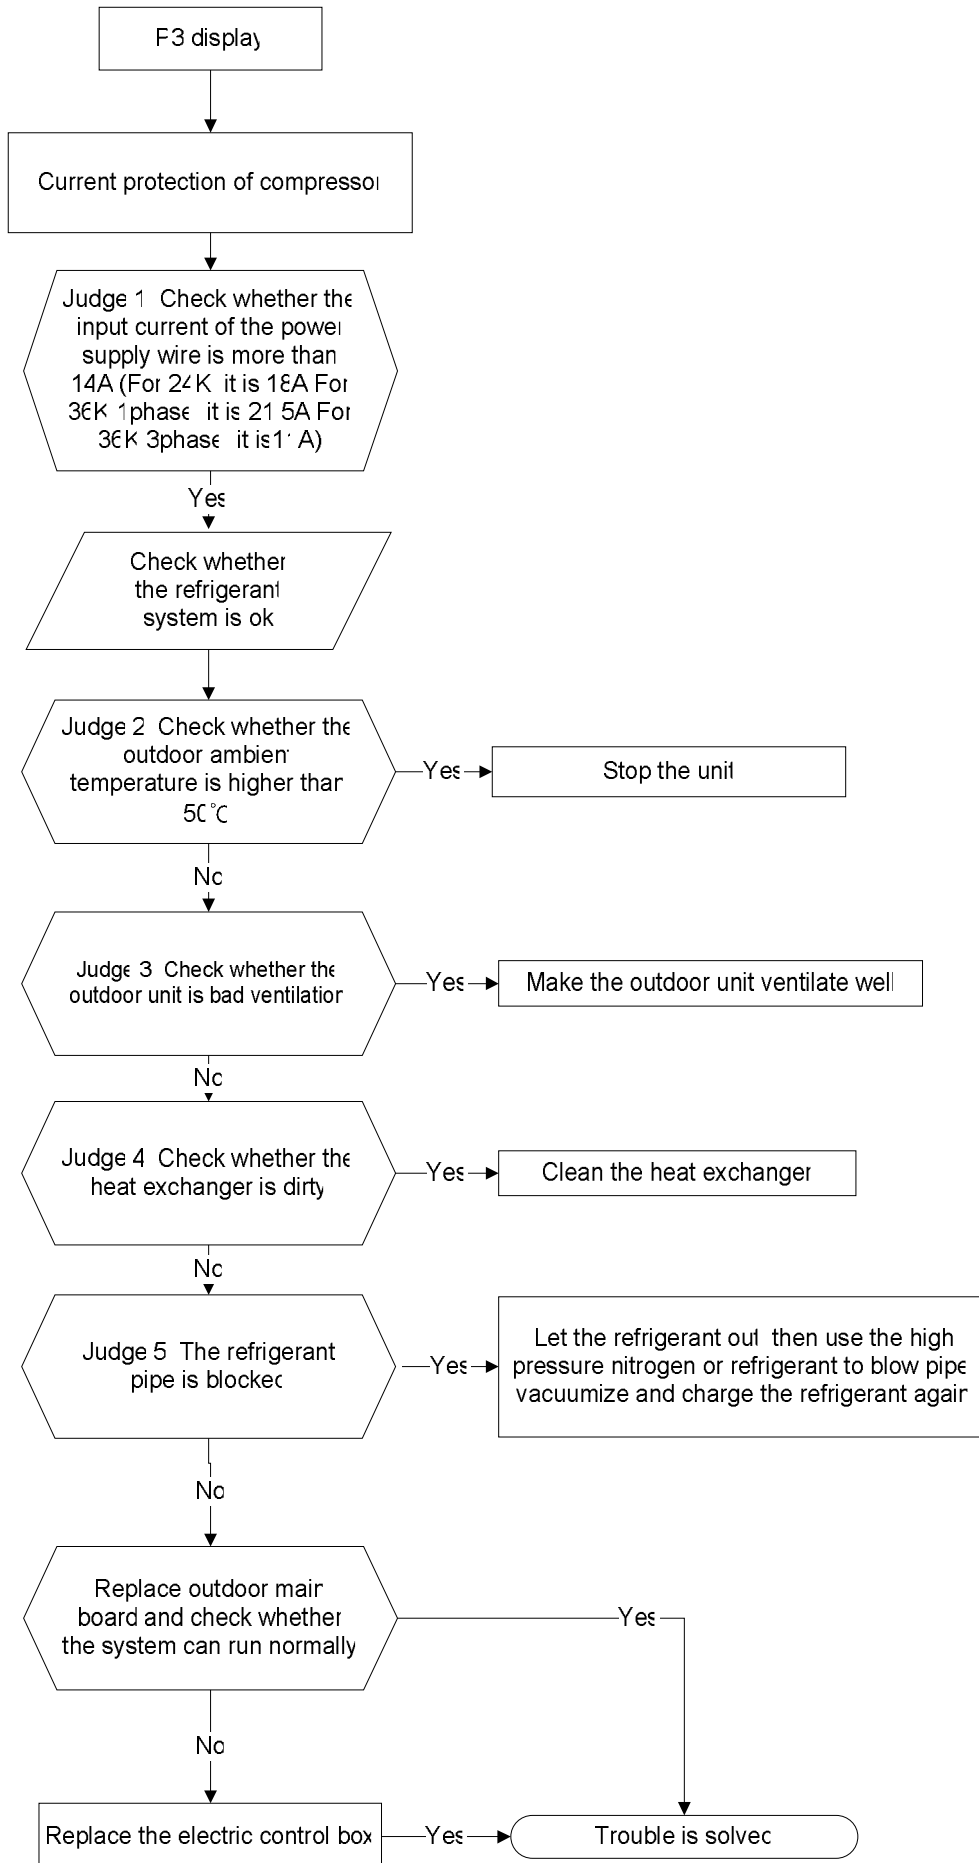 P3 display
Current protection of compressor
Judge 1 Check whether the
input current of the power
supply wire is more than
14A (For 24K it is 18A For
36K 1phase it is 21 5A For
36K 3phase it is 11 A)
Yes
Check whether
the refrigerant
system is ok
Judge 2 Check whether the
outdoor ambient
temperature is higher than
50℃
Yes
Stop the unit
No
Judge 3 Check whether the
outdoor unit is bad ventilation
Yes
Make the outdoor unit ventilate well
No
Judge 4 Check whether the
heat exchanger is dirty
Yes
Clean the heat exchanger
No
Judge 5 The refrigerant
pipe is blocked
Yes
Let the refrigerant out then use the high
pressure nitrogen or refrigerant to blow pipe
vacuumize and charge the refrigerant again
No
Replace outdoor main
board and check whether
the system can run normally
Yes
No
Replace the electric control box
Yes
Trouble is solved